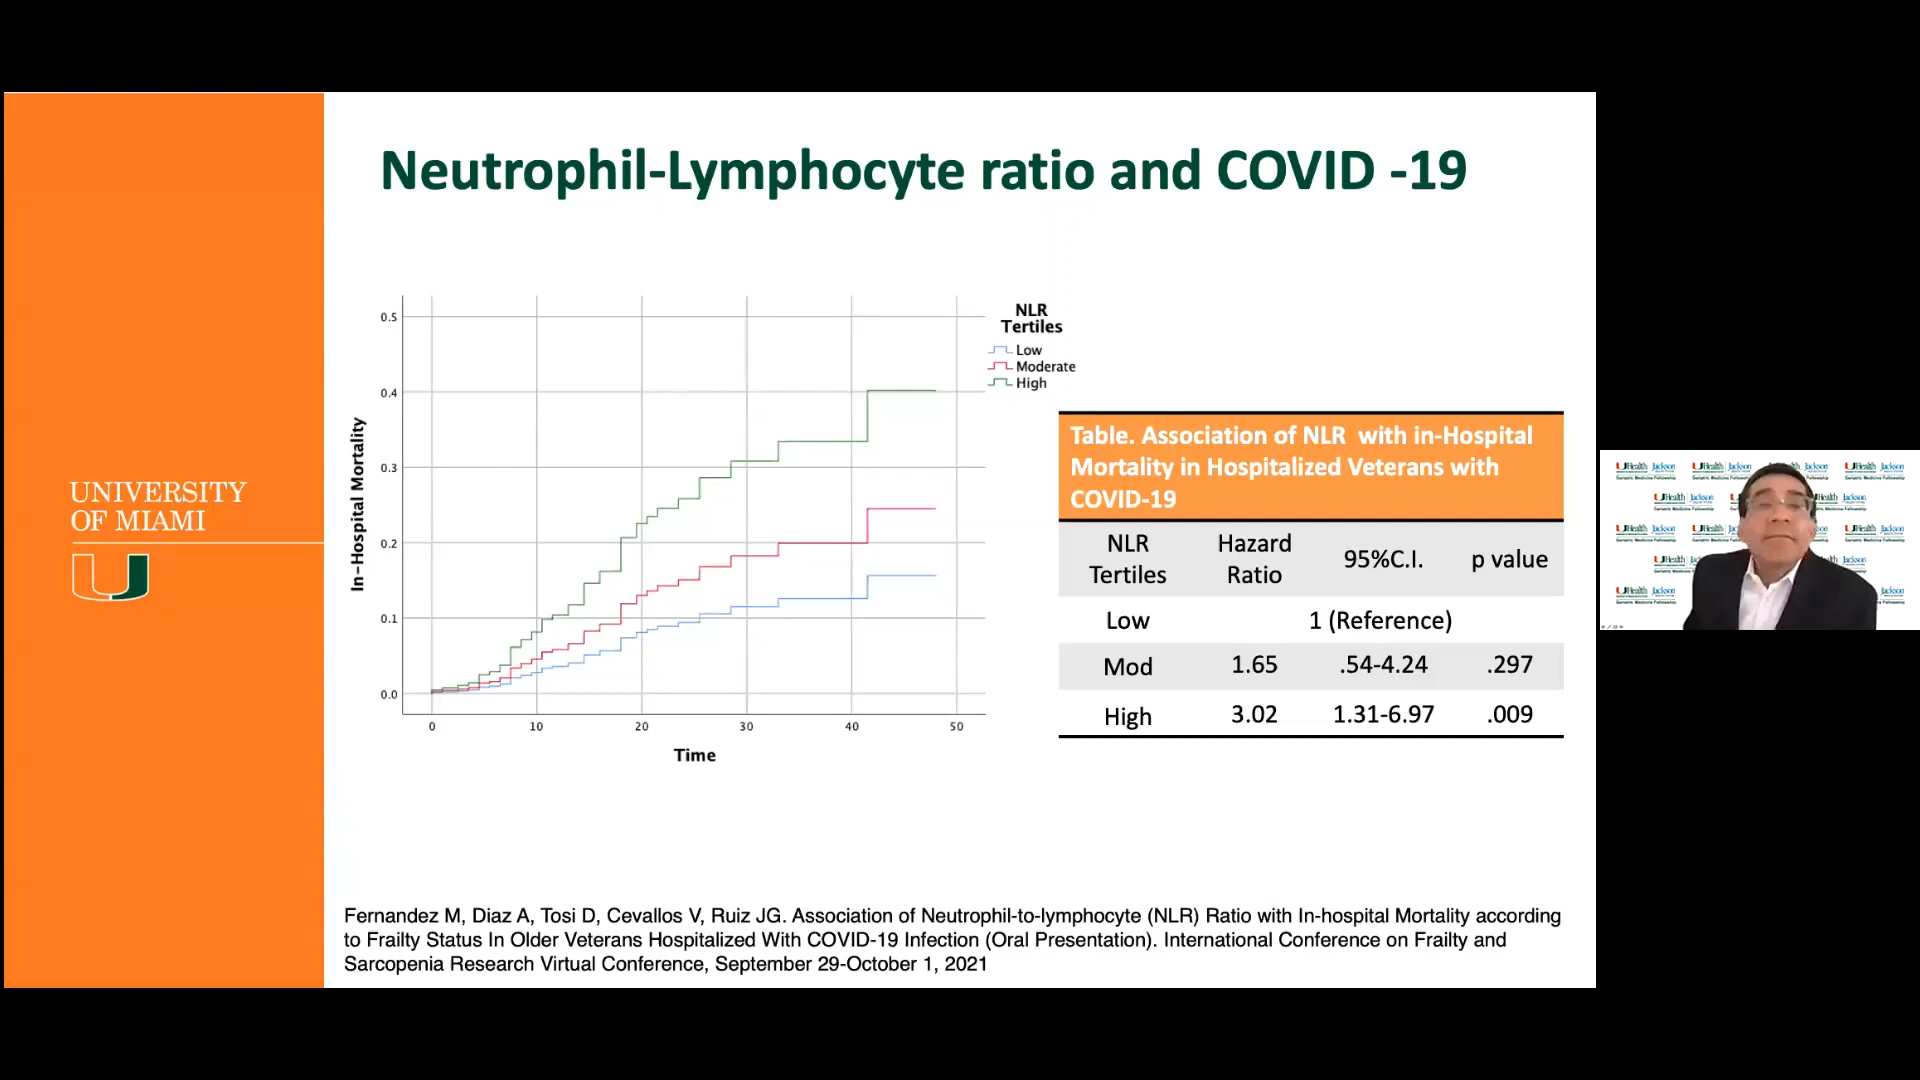 Neutrophil-Lymphocyte ratio and COVID -19
UNIVERSITY
OF MIAMI
NLR
Tertiles
Low
Moderate
High
In-Hospital Mortality
0.5
0.4
0.3
0.2
0.1
0.0
0 10 20 30 40 50
Time
Table. Association of NLR with in-Hospital
Mortality in Hospitalized Veterans with
COVID-19
NLR Tertiles Hazard Ratio 95%C.I. p value
Low 1 (Reference)
Mod 1.65 .54-4.24 .297
High 3.02 1.31-6.97 .009
Fernandez M, Diaz A, Tosi D, Cevallos V, Ruiz JG. Association of Neutrophil-to-lymphocyte (NLR) Ratio with In-hospital Mortality according
to Frailty Status In Older Veterans Hospitalized With COVID-19 Infection (Oral Presentation). International Conference on Frailty and
Sarcopenia Research Virtual Conference, September 29-October 1, 2021
UHealth Jackson
Geriatric Medicine Fellowship